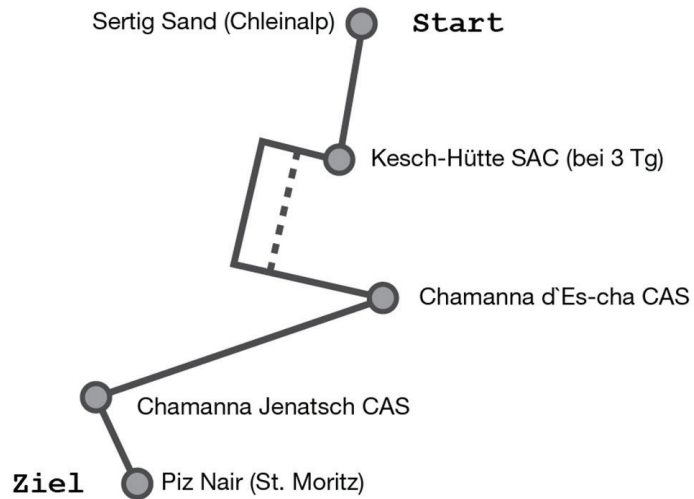 Sertig Sand (Chleinalp)
Start
Kesch-Hütte SAC (bei 3 Tg)
Chamanna d`Es-cha CAS
Chamanna Jenatsch CAS
Ziel
Piz Nair (St. Moritz)